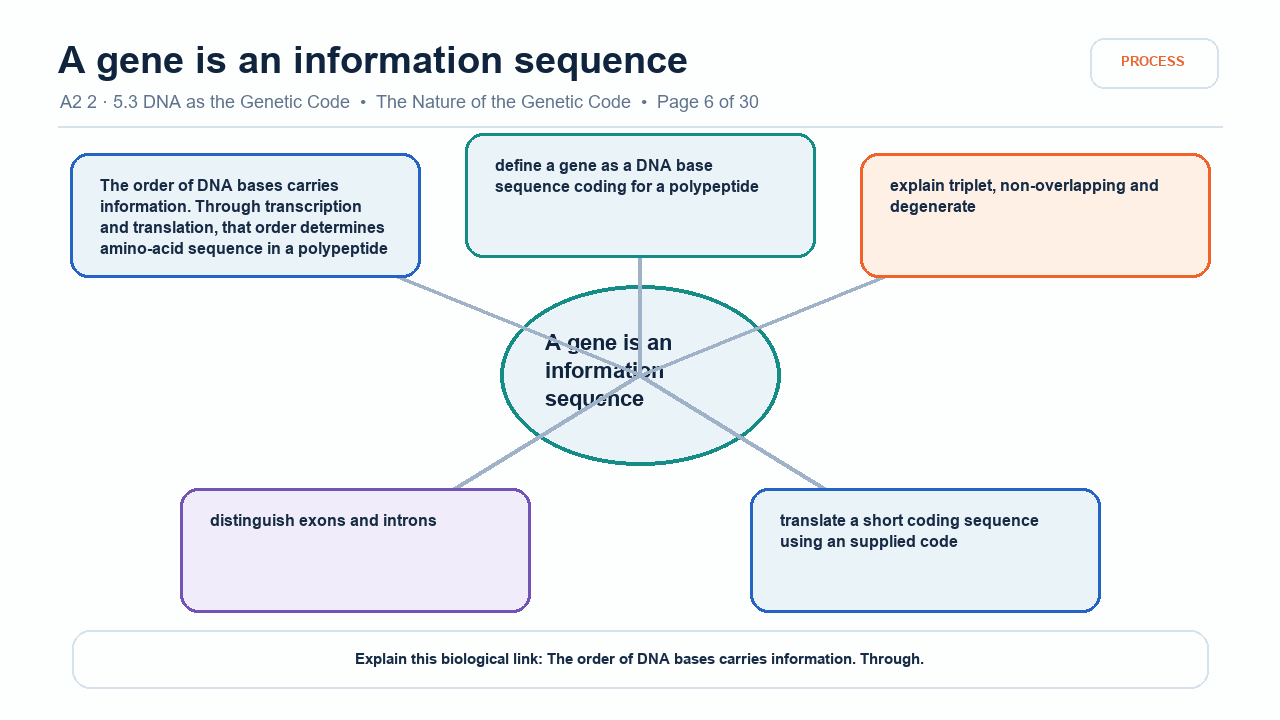 A gene is an information sequence
PROCESS
A2 2 · 5.3 DNA as the Genetic Code • The Nature of the Genetic Code • Page 6 of 30
The order of DNA bases carries
information. Through transcription
and translation, that order determines
amino-acid sequence in a polypeptide
define a gene as a DNA base
sequence coding for a polypeptide
explain triplet, non-overlapping and
degenerate
A gene is an
information
sequence
distinguish exons and introns
translate a short coding sequence
using an supplied code
Explain this biological link: The order of DNA bases carries information. Through.